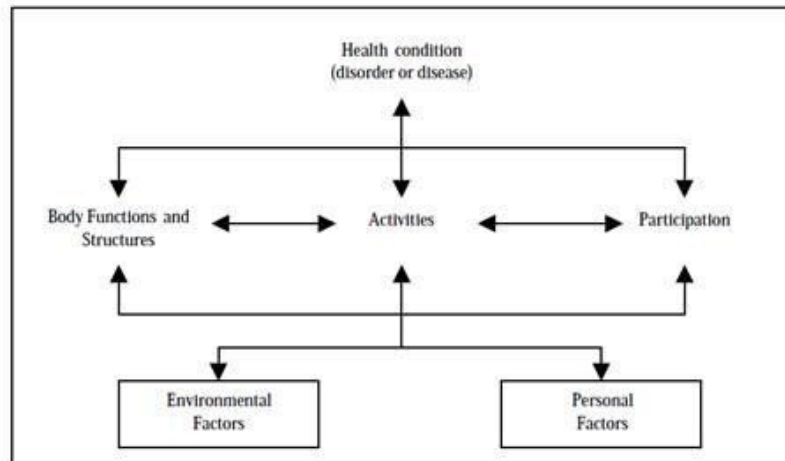 Health condition
(disorder or disease)
Body Functions and
Structures
Activities
Participation
Environmental
Factors
Personal
Factors